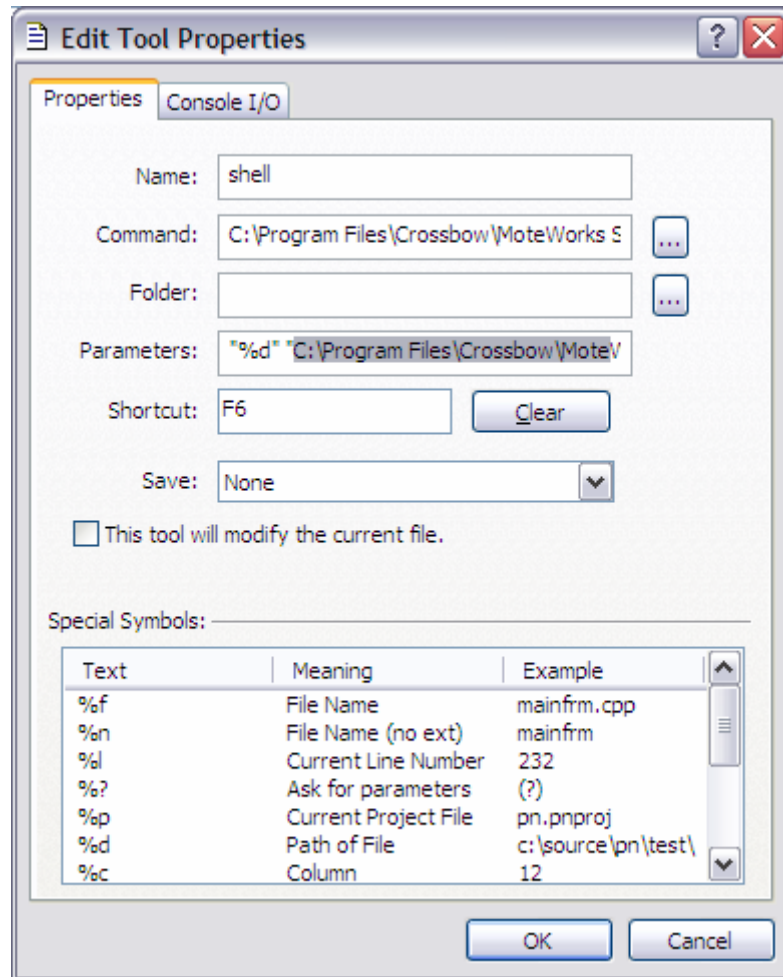 Edit Tool Properties
?
Properties Console I/O
Name: shell
Command: C:\Program Files\Crossbow\MoteWorks S ...
Folder: ...
Parameters: "%d" "C:\Program Files\Crossbow\MoteW
Shortcut: F6 Clear
Save: None
This tool will modify the current file.
Special Symbols:
Text Meaning Example
%f File Name mainfrm.cpp
%n File Name (no ext) mainfrm
%l Current Line Number 232
%? Ask for parameters (?)
%p Current Project File pn.pnproj
%d Path of File c:\source\pn\test\
%c Column 12
OK Cancel